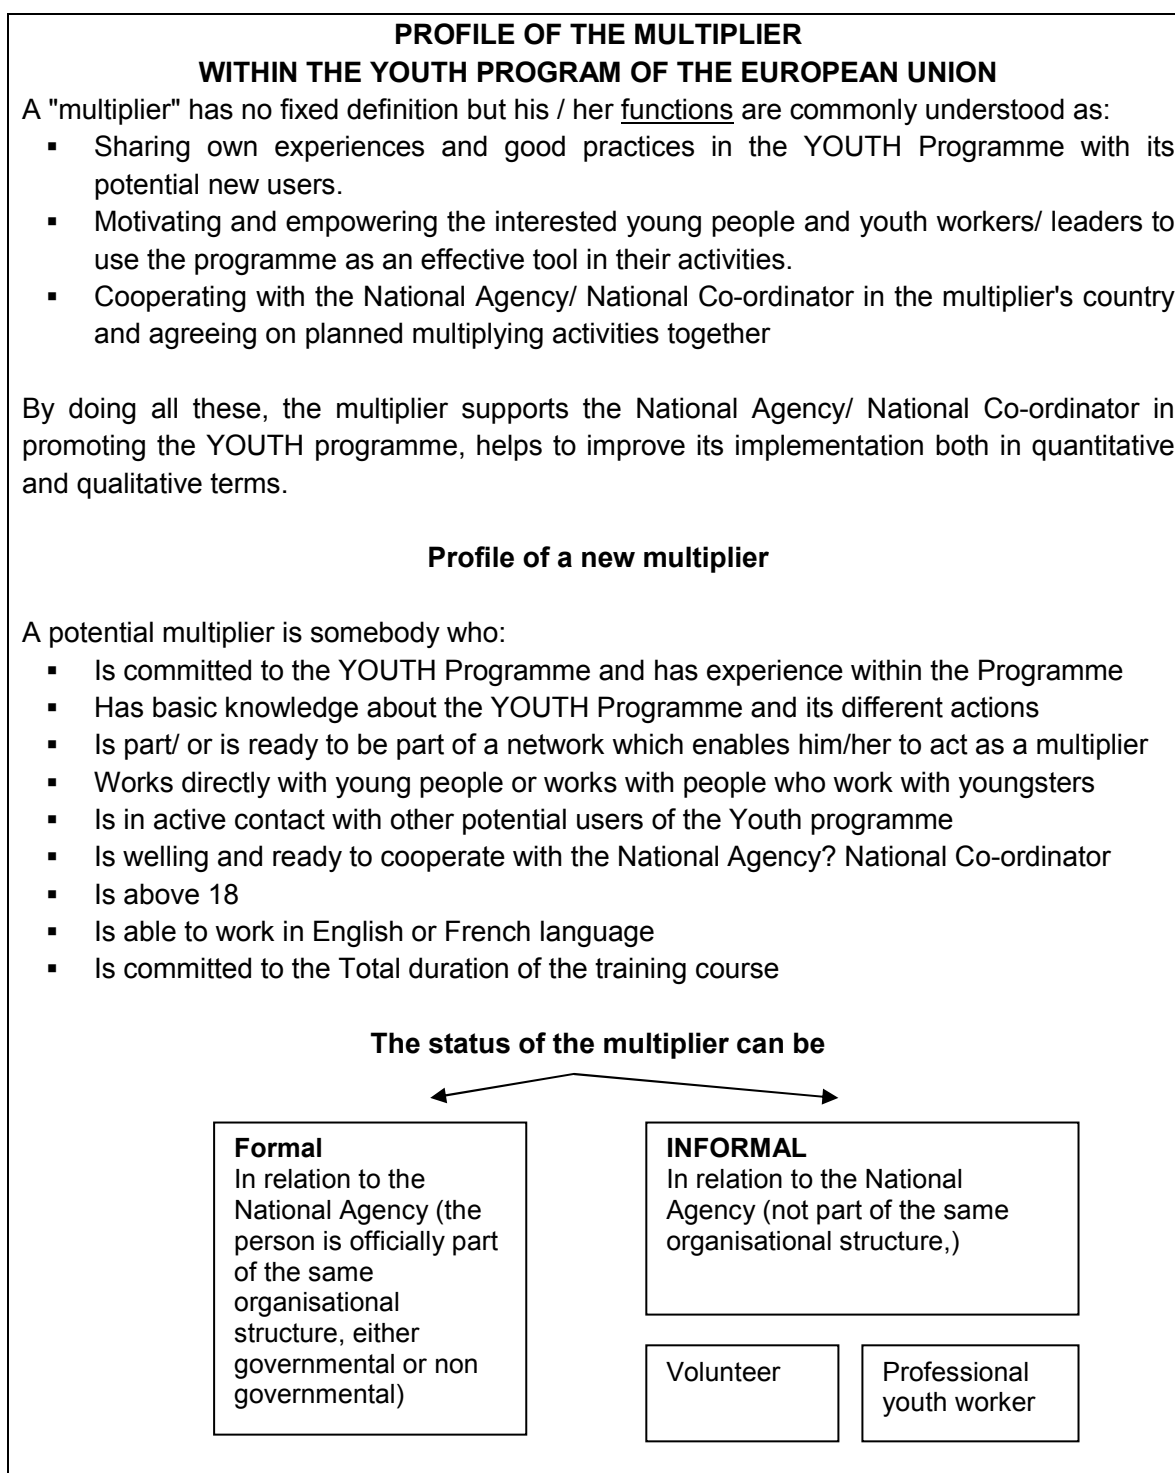 PROFILE OF THE MULTIPLIER
WITHIN THE YOUTH PROGRAM OF THE EUROPEAN UNION
A "multiplier" has no fixed definition but his / her functions are commonly understood as:
▪ Sharing own experiences and good practices in the YOUTH Programme with its
potential new users.
▪ Motivating and empowering the interested young people and youth workers/ leaders to
use the programme as an effective tool in their activities.
▪ Cooperating with the National Agency/ National Co-ordinator in the multiplier's country
and agreeing on planned multiplying activities together
By doing all these, the multiplier supports the National Agency/ National Co-ordinator in
promoting the YOUTH programme, helps to improve its implementation both in quantitative
and qualitative terms.
Profile of a new multiplier
A potential multiplier is somebody who:
▪ Is committed to the YOUTH Programme and has experience within the Programme
▪ Has basic knowledge about the YOUTH Programme and its different actions
▪ Is part/ or is ready to be part of a network which enables him/her to act as a multiplier
▪ Works directly with young people or works with people who work with youngsters
▪ Is in active contact with other potential users of the Youth programme
▪ Is welling and ready to cooperate with the National Agency? National Co-ordinator
▪ Is above 18
▪ Is able to work in English or French language
▪ Is committed to the Total duration of the training course
The status of the multiplier can be
Formal
In relation to the
National Agency (the
person is officially part
of the same
organisational
structure, either
governmental or non
governmental)
INFORMAL
In relation to the National
Agency (not part of the same
organisational structure,)
Volunteer
Professional
youth worker